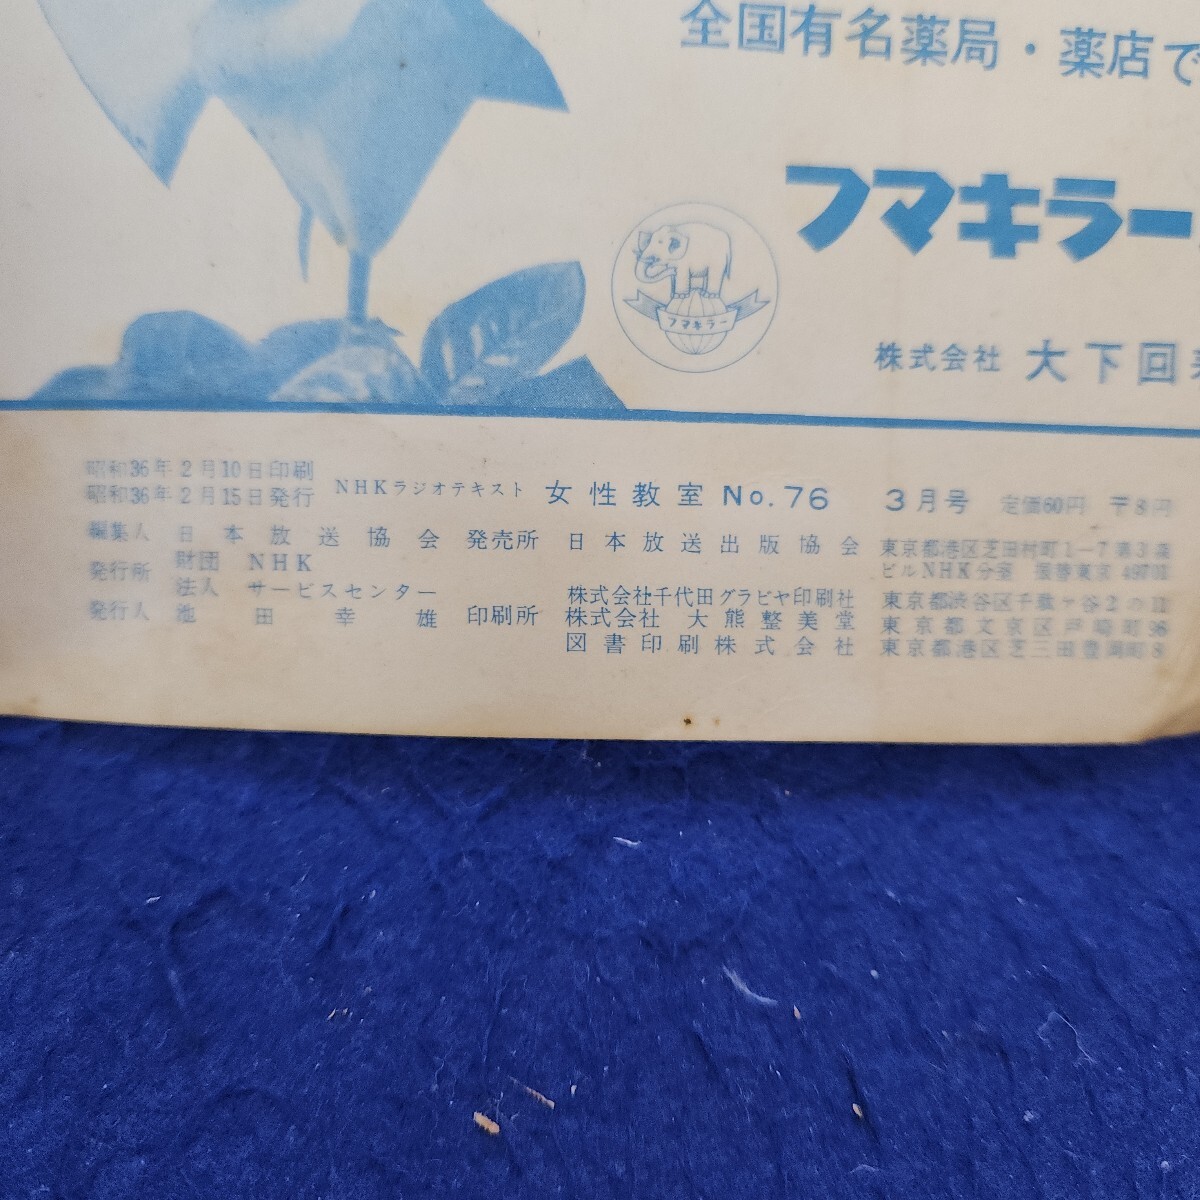 全国有名薬局・薬店で
フマキラー
フマキラー
株式会社 大下回
昭和36年2月10日印刷
昭和36年2月15日発行
NHKラジオテキスト 女性教室 No.76 3月号 定価60円 〒8円
編集人 日本放送協会 発売所 日本放送出版協会 東京都港区芝田村町1-7第3森
ビルNHK分室 振替東京 49701
発行所 財団法人 NHKサービスセンター
株式会社千代田グラビヤ印刷社 東京都渋谷区千駄ヶ谷2の11
発行人 池田幸雄 印刷所 株式会社 大熊整美堂 東京都文京区戸崎町96
図書印刷株式会社 東京都港区芝三田豊岡町8